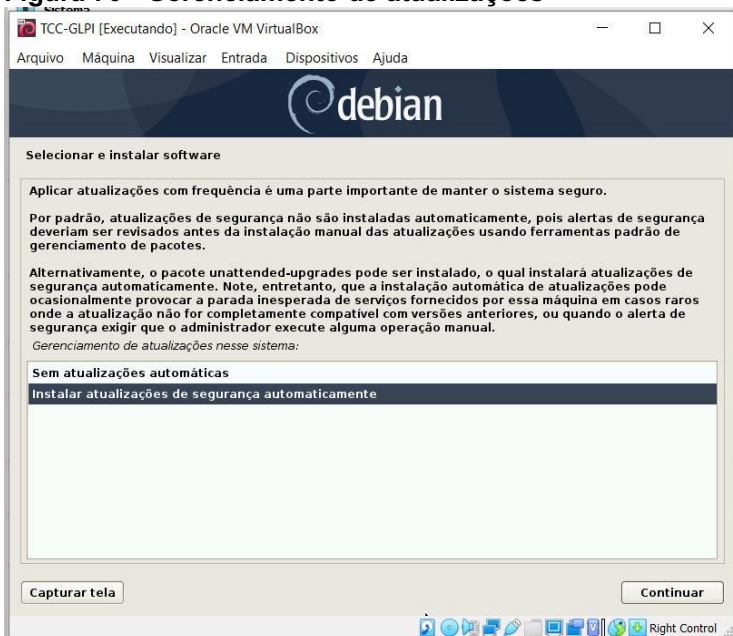 Sistema
TCC-GLPI [Executando] - Oracle VM VirtualBox
Arquivo Máquina Visualizar Entrada Dispositivos Ajuda
debian
Selecionar e instalar software
Aplicar atualizações com frequência é uma parte importante de manter o sistema seguro.
Por padrão, atualizações de segurança não são instaladas automaticamente, pois alertas de segurança
deveriam ser revisados antes da instalação manual das atualizações usando ferramentas padrão de
gerenciamento de pacotes.
Alternativamente, o pacote unattended-upgrades pode ser instalado, o qual instalará atualizações de
segurança automaticamente. Note, entretanto, que a instalação automática de atualizações pode
ocasionalmente provocar a parada inesperada de serviços fornecidos por essa máquina em casos raros
onde a atualização não for completamente compatível com versões anteriores, ou quando o alerta de
segurança exigir que o administrador execute alguma operação manual.
Gerenciamento de atualizações nesse sistema:
Sem atualizações automáticas
Instalar atualizações de segurança automaticamente
Capturar tela
Continuar
Right Control